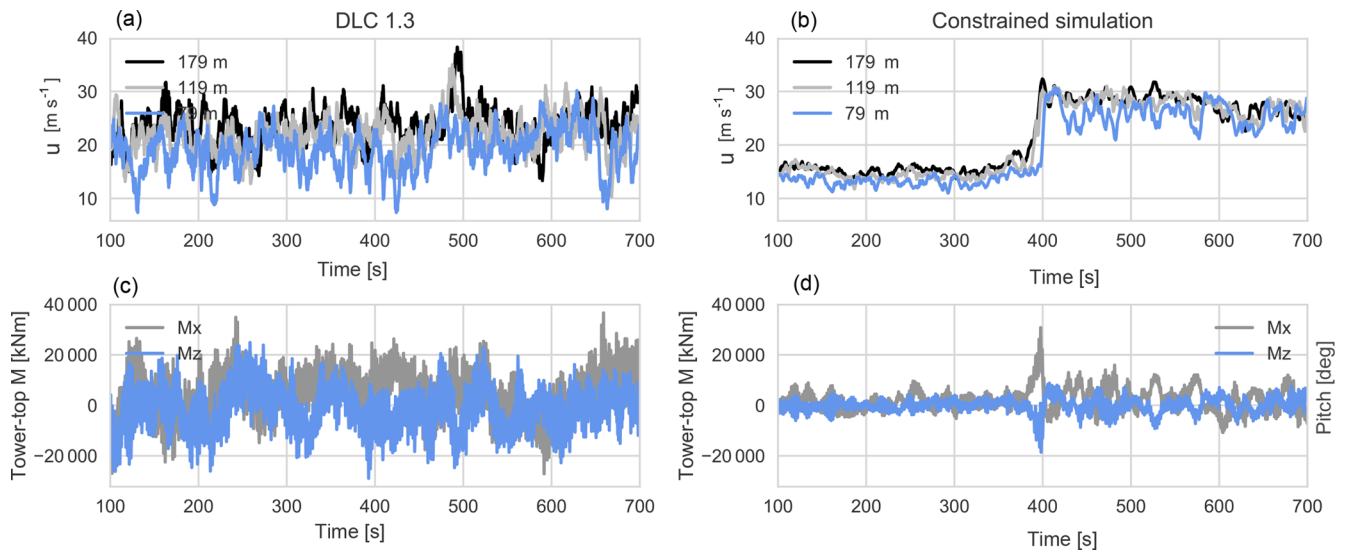 (a)
DLC 1.3
(b)
Constrained simulation
40
30
20
10
u [m s⁻¹]
179 m
119 m
79 m
100
200
300
400
500
600
700
Time [s]
40
30
20
10
u [m s⁻¹]
179 m
119 m
79 m
100
200
300
400
500
600
700
Time [s]
(c)
40 000
20 000
0
−20 000
Tower-top M [kNm]
Mx
Mz
100
200
300
400
500
600
700
Time [s]
(d)
40 000
20 000
0
−20 000
Tower-top M [kNm]
Mx
Mz
Pitch [deg]
100
200
300
400
500
600
700
Time [s]